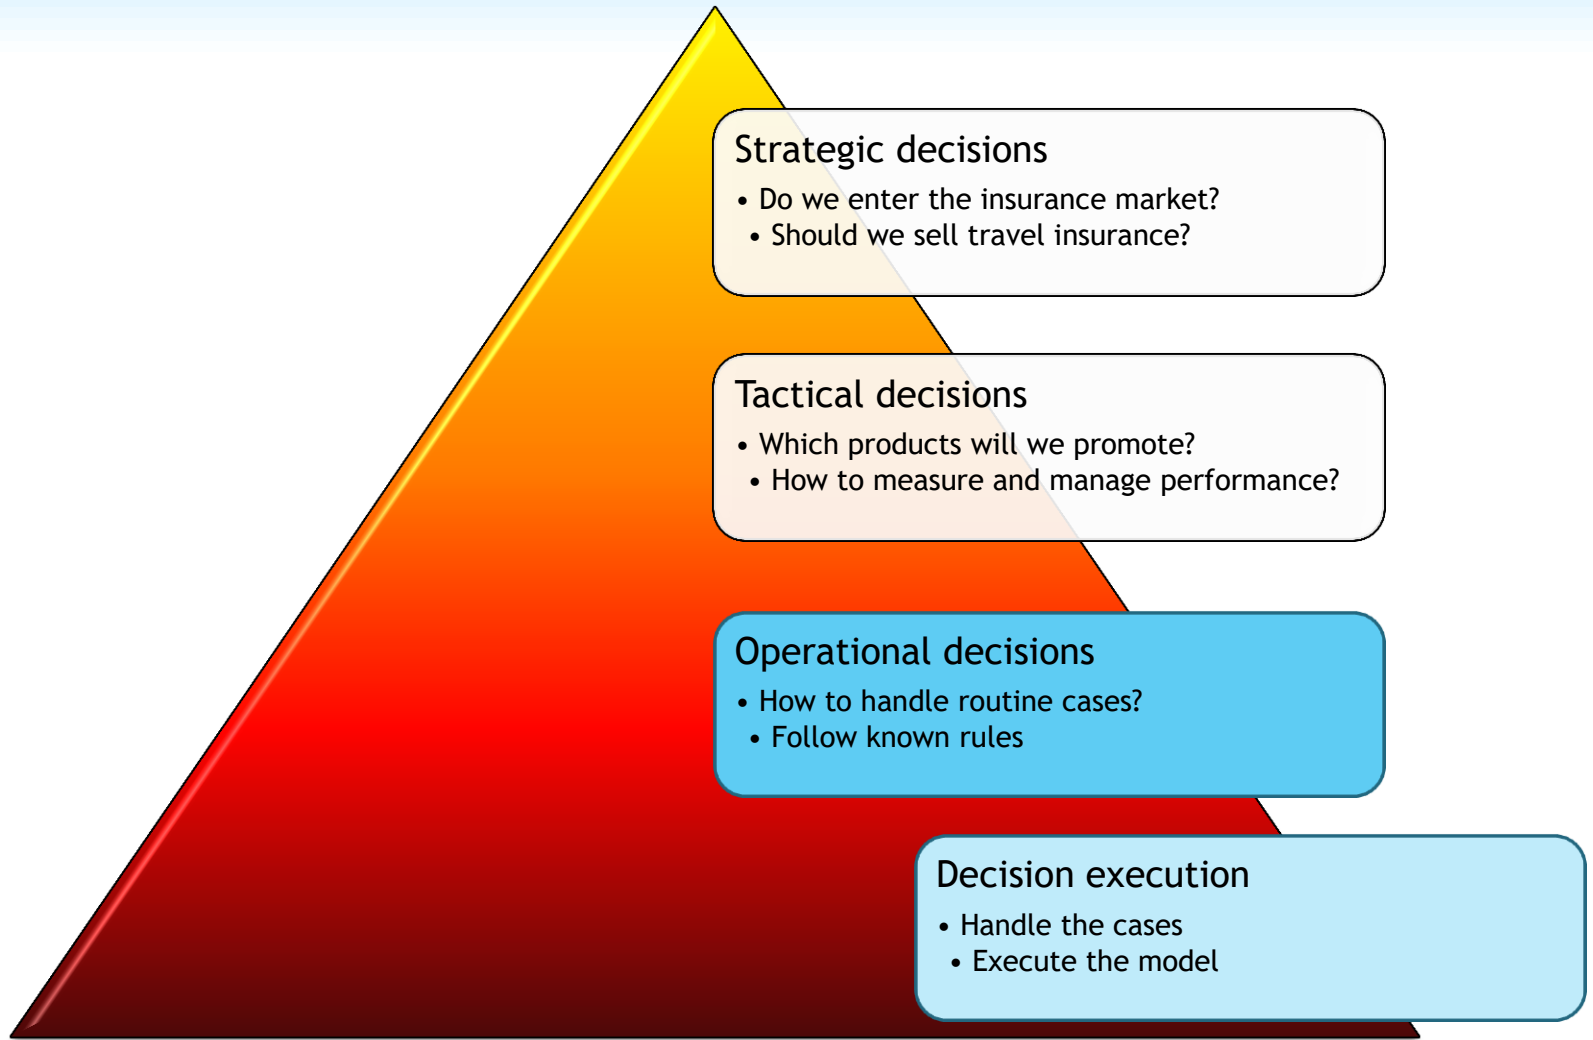 Strategic decisions
• Do we enter the insurance market?
• Should we sell travel insurance?
Tactical decisions
• Which products will we promote?
• How to measure and manage performance?
Operational decisions
• How to handle routine cases?
• Follow known rules
Decision execution
• Handle the cases
• Execute the model